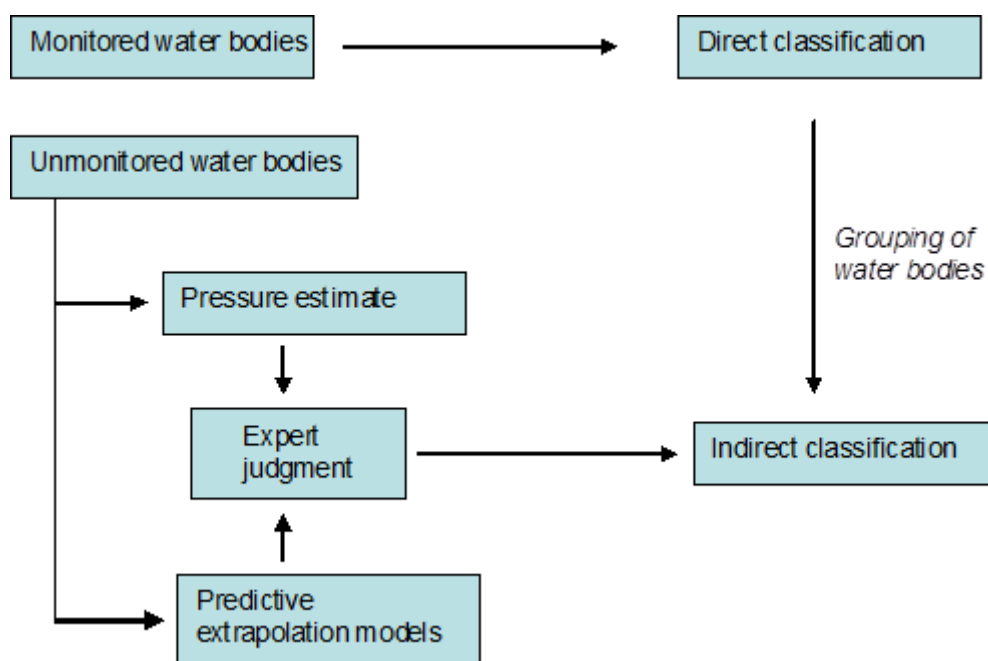 Monitored water bodies
Direct classification
Unmonitored water bodies
Grouping of
water bodies
Pressure estimate
Expert
judgment
Indirect classification
Predictive
extrapolation models